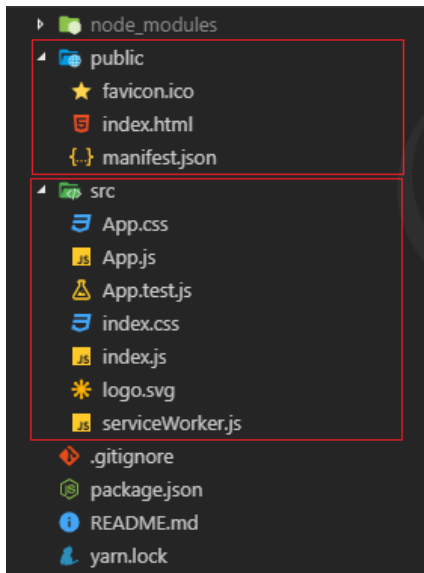 node_modules
public
favicon.ico
index.html
manifest.json
src
App.css
App.js
App.test.js
index.css
index.js
logo.svg
serviceWorker.js
.gitignore
package.json
README.md
yarn.lock